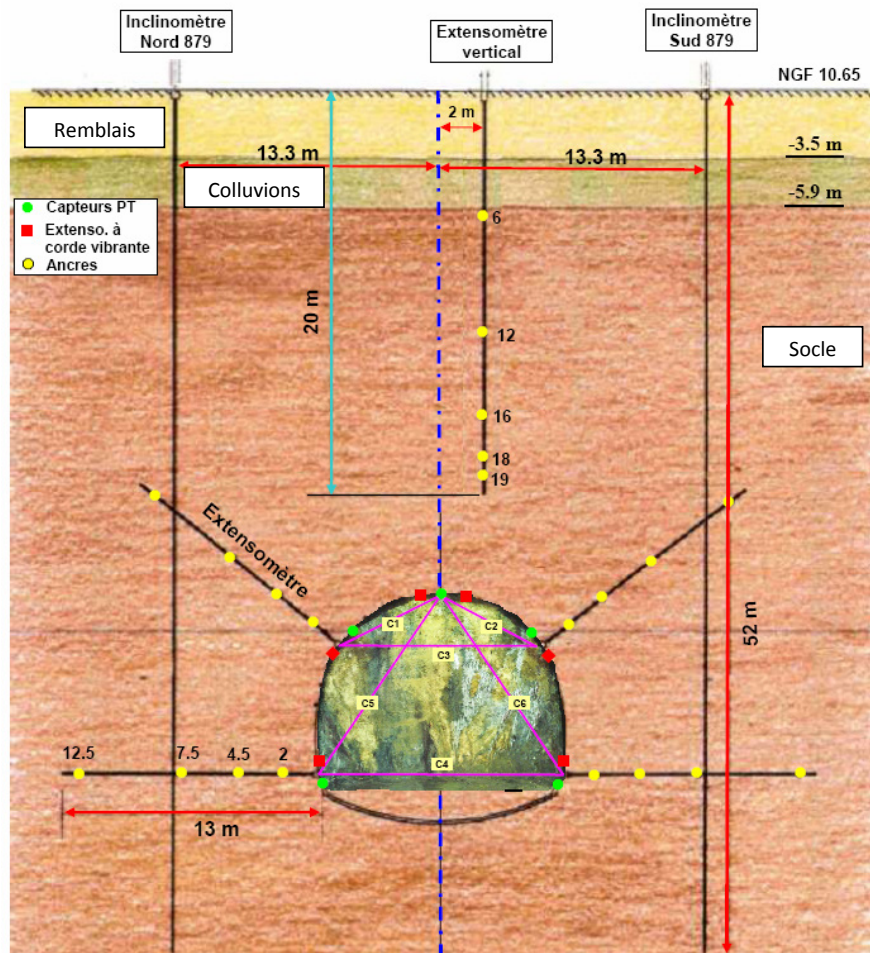 Inclinomètre
Nord 879
Extensomètre
vertical
Inclinomètre
Sud 879
NGF 10.65
Remblais
2 m
13.3 m
13.3 m
-3.5 m
Colluvions
-5.9 m
Capteurs PT
Extenso. à
corde vibrante
Ancres
6
20 m
12
Socle
16
18
19
Extensomètre
C1
C2
C3
52 m
C5
C6
12.5
7.5
4.5
2
C4
13 m